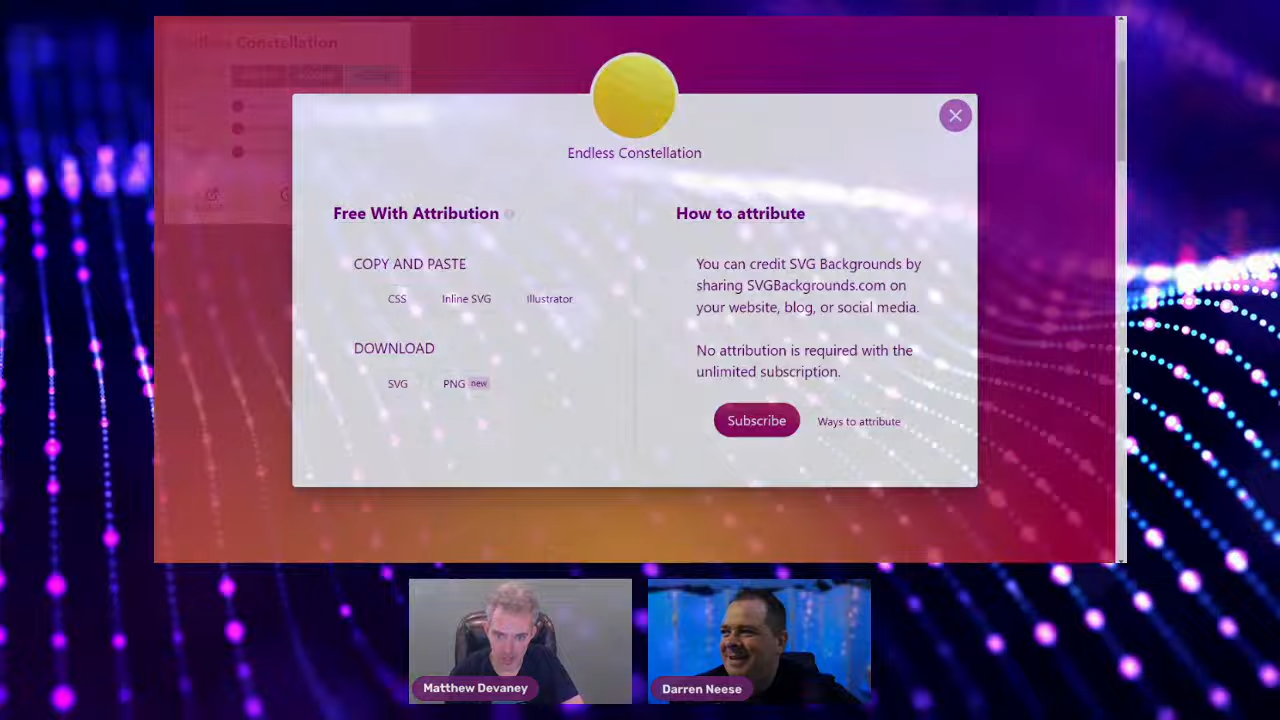 Endless Constellation
Endless Constellation
Free With Attribution
How to attribute
COPY AND PASTE
CSS
Inline SVG
Illustrator
DOWNLOAD
SVG
PNG new
You can credit SVG Backgrounds by
sharing SVGBackgrounds.com on
your website, blog, or social media.
No attribution is required with the
unlimited subscription.
Subscribe
Ways to attribute
Matthew Devaney
Darren Neese